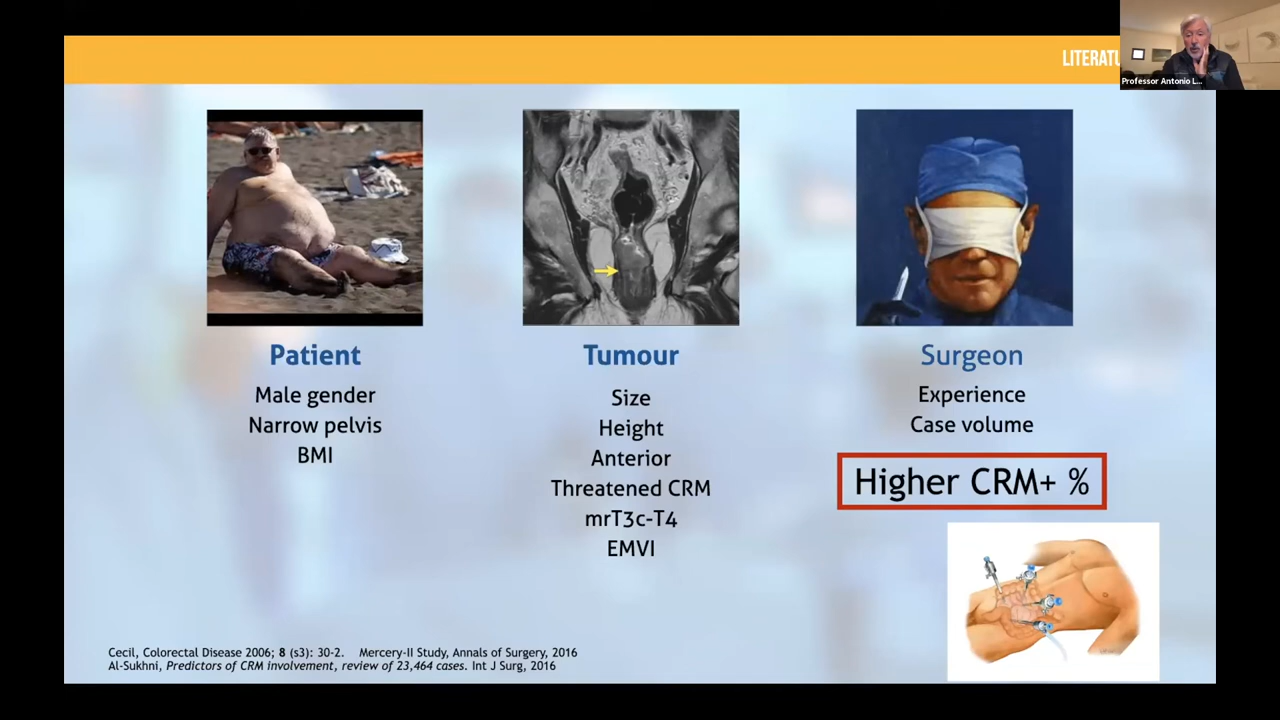 LITERATU
Professor Antonio L...
Patient
Male gender
Narrow pelvis
BMI
Tumour
Size
Height
Anterior
Threatened CRM
mrT3c-T4
EMVI
Surgeon
Experience
Case volume
Higher CRM+ %
Cecil, Colorectal Disease 2006; 8 (s3): 30-2. Mercery-II Study, Annals of Surgery, 2016
Al-Sukhni, Predictors of CRM involvement, review of 23,464 cases. Int J Surg, 2016